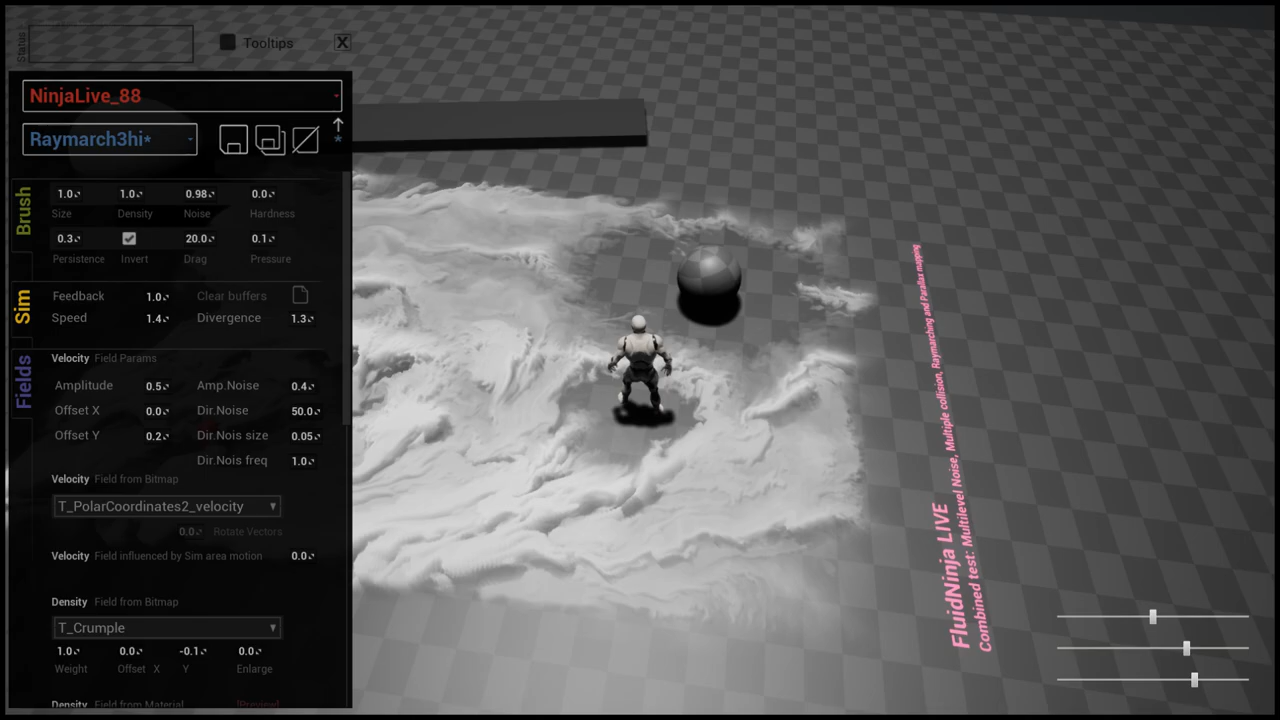 Status
Tooltips
X
NinjaLive_88
Raymarch3hi*
*
Brush
1.0 1.0 0.98 0.0
Size Density Noise Hardness
0.3 20.0 0.1
Persistence Invert Drag Pressure
Sim
Feedback 1.0 Clear buffers
Speed 1.4 Divergence 1.3
Fields
Velocity Field Params
Amplitude 0.5 Amp.Noise 0.4
Offset X 0.0 Dir.Noise 50.0
Offset Y 0.2 Dir.Nois size 0.05
Dir.Nois freq 1.0
Velocity Field from Bitmap
T_PolarCoordinates2_velocity
0.0 Rotate Vectors
Velocity Field influenced by Sim area motion 0.0
Density Field from Bitmap
T_Crumple
1.0 0.0 -0.1 0.0
Weight Offset X Y Enlarge
Density Field from Material [Preview]
FluidNinja LIVE
Combined test: Multilevel Noise, Multiple collision, Raymarching and Parallax mapping